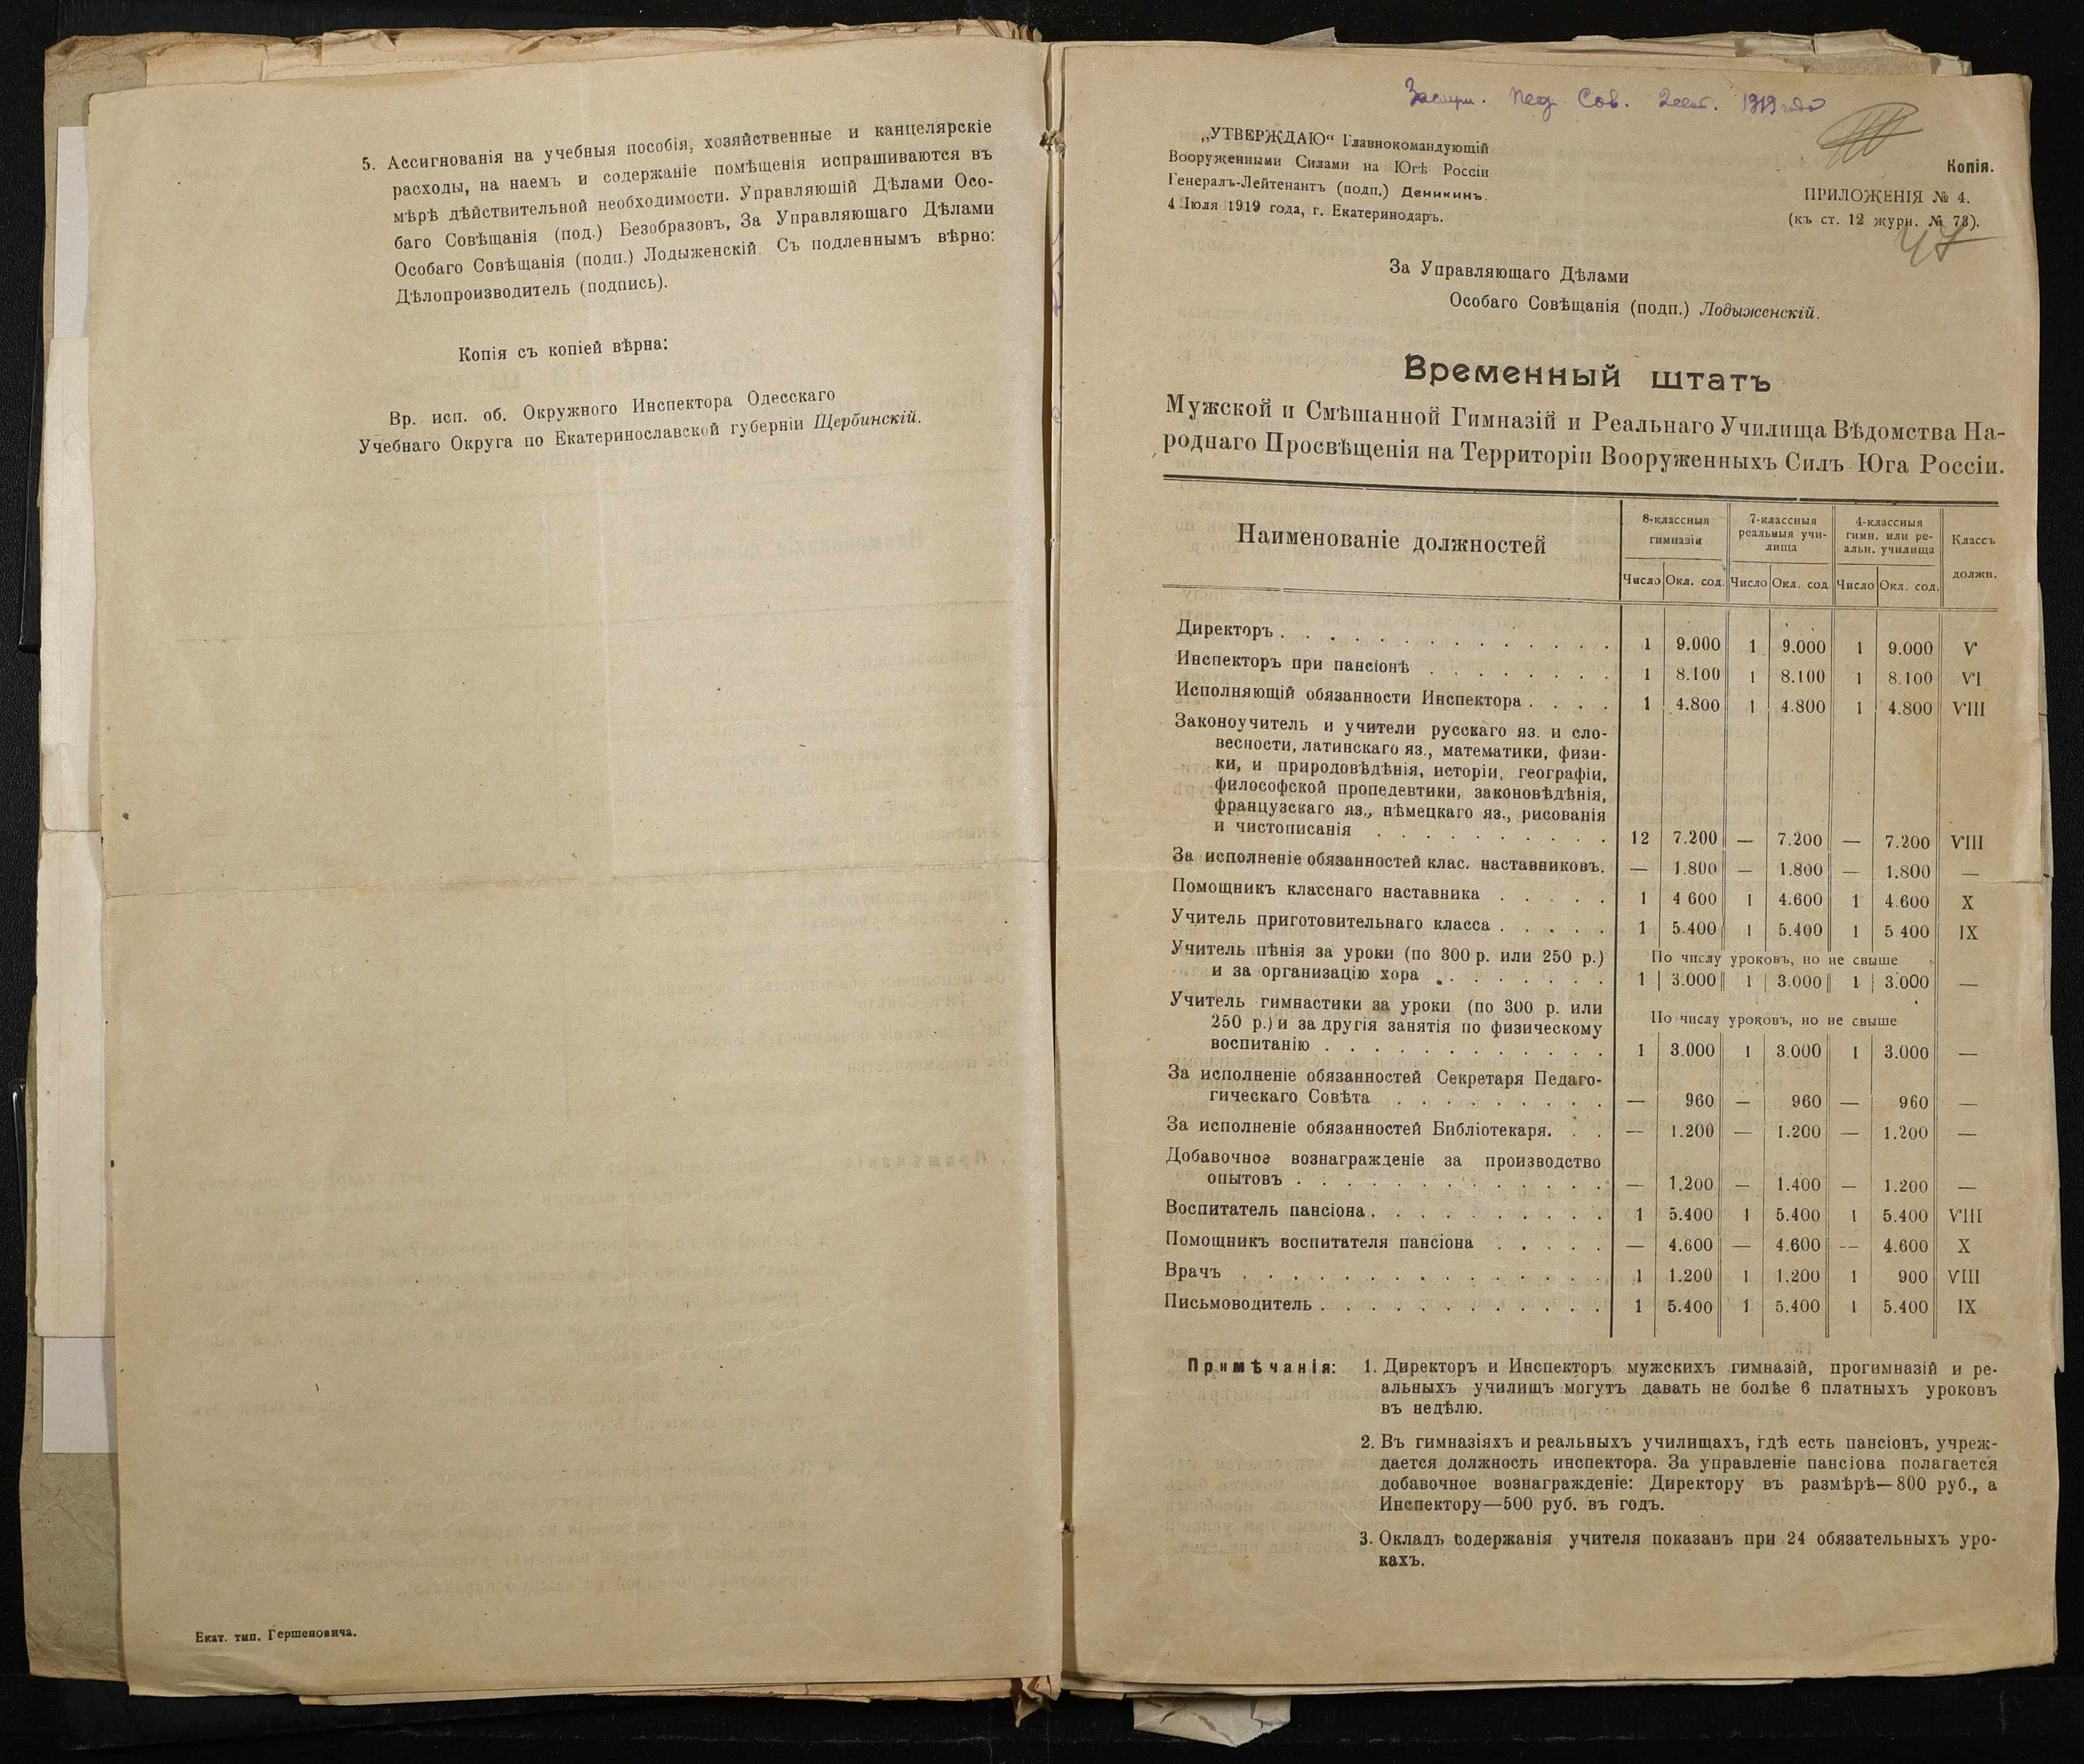 5. Ассигнованія на учебныя пособія, хозяйственные и канцелярскіе
расходы, на наемъ и содержаніе помѣщенія испрашиваются въ
мѣрѣ дѣйствительной необходимости. Управляющій Дѣлами Осо-
баго Совѣщанія (под.) Безобразовъ, За Управляющаго Дѣлами
Особаго Совѣщанія (подп.) Лодыженскій. Съ подленнымъ вѣрно:
Дѣлопроизводитель (подпись).
Копія съ копіей вѣрна:
Вр. исп. об. Окружного Инспектора Одесскаго
Учебнаго Округа по Екатеринославской губерніи Щербинскій.
Екат. тип. Гершеновича.
Пед. Сов. 1919 года
„УТВЕРЖДАЮ“ Главнокомандующій
Вооруженными Силами на Югѣ Россіи
Генералъ-Лейтенантъ (подп.) Деникинъ.
4 Іюля 1919 года, г. Екатеринодаръ.
Копія.
ПРИЛОЖЕНІЯ № 4.
(къ ст. 12 журн. № 78).
47
За Управляющаго Дѣлами
Особаго Совѣщанія (подп.) Лодыженскій.
Временный штатъ
Мужской и Смѣшанной Гимназій и Реальнаго Училища Вѣдомства На-
роднаго Просвѣщенія на Территоріи Вооруженныхъ Силъ Юга Россіи.
Наименованіе должностей | 8-классныя гимназіи | 7-классныя реальныя учи-лища | 4-классныя гимн. или ре-альн. училища | Классъ должн.
Число | Окл. сод. | Число | Окл. сод | Число | Окл. сод.
Директоръ . . . . . . . . . . . . 1 9.000 1 9.000 1 9.000 V
Инспекторъ при пансіонѣ . . . . . . . 1 8.100 1 8.100 1 8.100 VI
Исполняющій обязанности Инспектора . . . . 1 4.800 1 4.800 1 4.800 VIII
Законоучитель и учители русскаго яз. и сло-
весности, латинскаго яз., математики, физи-
ки, и природовѣдѣнія, исторіи, географіи,
философской пропедевтики, законовѣдѣнія,
французскаго яз., нѣмецкаго яз., рисованія
и чистописанія . . . . . . . . . 12 7.200 — 7.200 — 7.200 VIII
За исполненіе обязанностей клас. наставниковъ. — 1.800 — 1.800 — 1.800 —
Помощникъ класснаго наставника . . . . . 1 4 600 1 4.600 1 4.600 X
Учитель приготовительнаго класса . . . . . 1 5.400 1 5.400 1 5 400 IX
Учитель пѣнія за уроки (по 300 р. или 250 р.) По числу уроковъ, но не свыше
и за организацію хора . . . . . . . 1 3.000 1 3.000 1 3.000 —
Учитель гимнастики за уроки (по 300 р. или
250 р.) и за другія занятія по физическому По числу уроковъ, но не свыше
воспитанію . . . . . . . . . . . 1 3.000 1 3.000 1 3.000 —
За исполненіе обязанностей Секретаря Педаго-
гическаго Совѣта . . . . . . . . . — 960 — 960 — 960 —
За исполненіе обязанностей Библіотекаря. . . — 1.200 — 1.200 — 1.200 —
Добавочное вознагражденіе за производство
опытовъ . . . . . . . . . . . . — 1.200 — 1.400 — 1.200 —
Воспитатель пансіона . . . . . . . . . 1 5.400 1 5.400 1 5.400 VIII
Помощникъ воспитателя пансіона . . . . . — 4.600 — 4.600 — 4.600 X
Врачъ . . . . . . . . . . . . . . 1 1.200 1 1.200 1 900 VIII
Письмоводитель . . . . . . . . . . . 1 5.400 1 5.400 1 5.400 IX
Примѣчанія: 1. Директоръ и Инспекторъ мужскихъ гимназій, прогимназій и ре-
альныхъ училищъ могутъ давать не болѣе 6 платныхъ уроковъ
въ недѣлю.
2. Въ гимназіяхъ и реальныхъ училищахъ, гдѣ есть пансіонъ, учреж-
дается должность инспектора. За управленіе пансіона полагается
добавочное вознагражденіе: Директору въ размѣрѣ—800 руб., а
Инспектору—500 руб. въ годъ.
3. Окладъ содержанія учителя показанъ при 24 обязательныхъ уро-
кахъ.